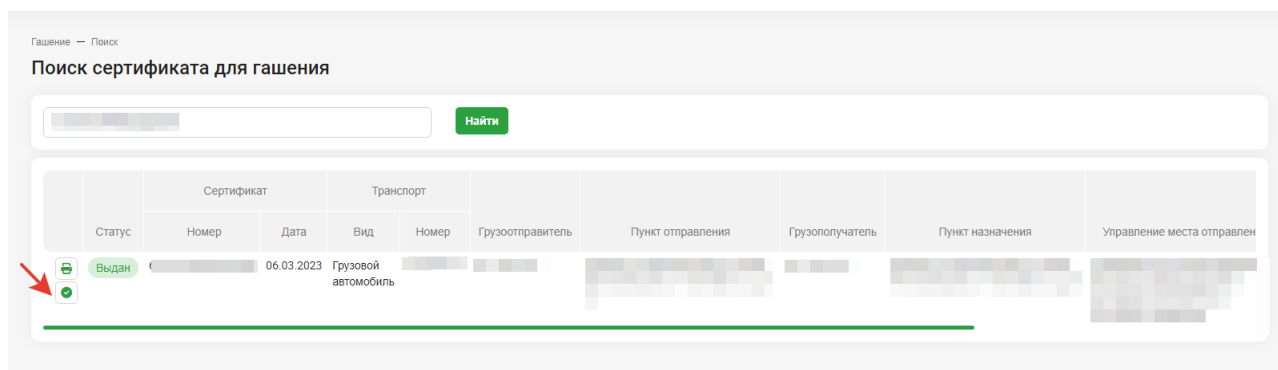 Гашение — Поиск
Поиск сертификата для гашения
Найти
Сертификат Транспорт
Статус Номер Дата Вид Номер Грузоотправитель Пункт отправления Грузополучатель Пункт назначения Управление места отправлен
Выдан 06.03.2023 Грузовой
автомобиль